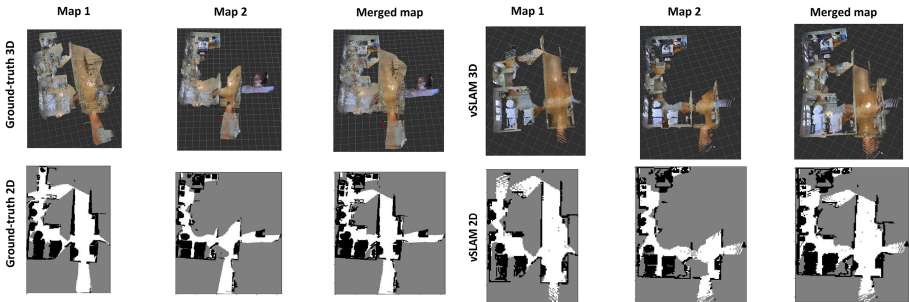 Map 1
Map 2
Merged map
Map 1
Map 2
Merged map
Ground-truth 3D
vSLAM 3D
Ground-truth 2D
vSLAM 2D